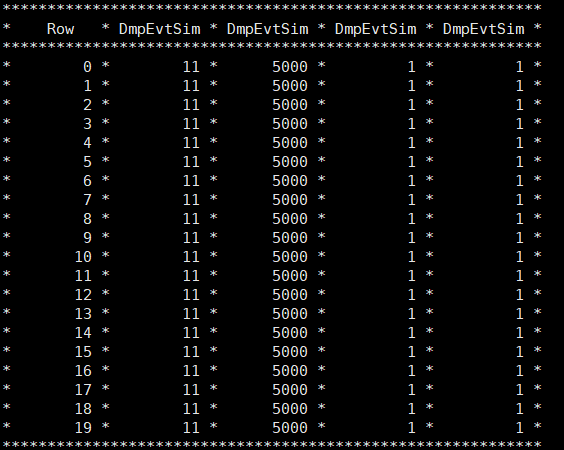 ************************************************************
*    Row   * DmpEvtSim * DmpEvtSim * DmpEvtSim * DmpEvtSim *
************************************************************
*        0 *        11 *      5000 *         1 *         1 *
*        1 *        11 *      5000 *         1 *         1 *
*        2 *        11 *      5000 *         1 *         1 *
*        3 *        11 *      5000 *         1 *         1 *
*        4 *        11 *      5000 *         1 *         1 *
*        5 *        11 *      5000 *         1 *         1 *
*        6 *        11 *      5000 *         1 *         1 *
*        7 *        11 *      5000 *         1 *         1 *
*        8 *        11 *      5000 *         1 *         1 *
*        9 *        11 *      5000 *         1 *         1 *
*       10 *        11 *      5000 *         1 *         1 *
*       11 *        11 *      5000 *         1 *         1 *
*       12 *        11 *      5000 *         1 *         1 *
*       13 *        11 *      5000 *         1 *         1 *
*       14 *        11 *      5000 *         1 *         1 *
*       15 *        11 *      5000 *         1 *         1 *
*       16 *        11 *      5000 *         1 *         1 *
*       17 *        11 *      5000 *         1 *         1 *
*       18 *        11 *      5000 *         1 *         1 *
*       19 *        11 *      5000 *         1 *         1 *
************************************************************